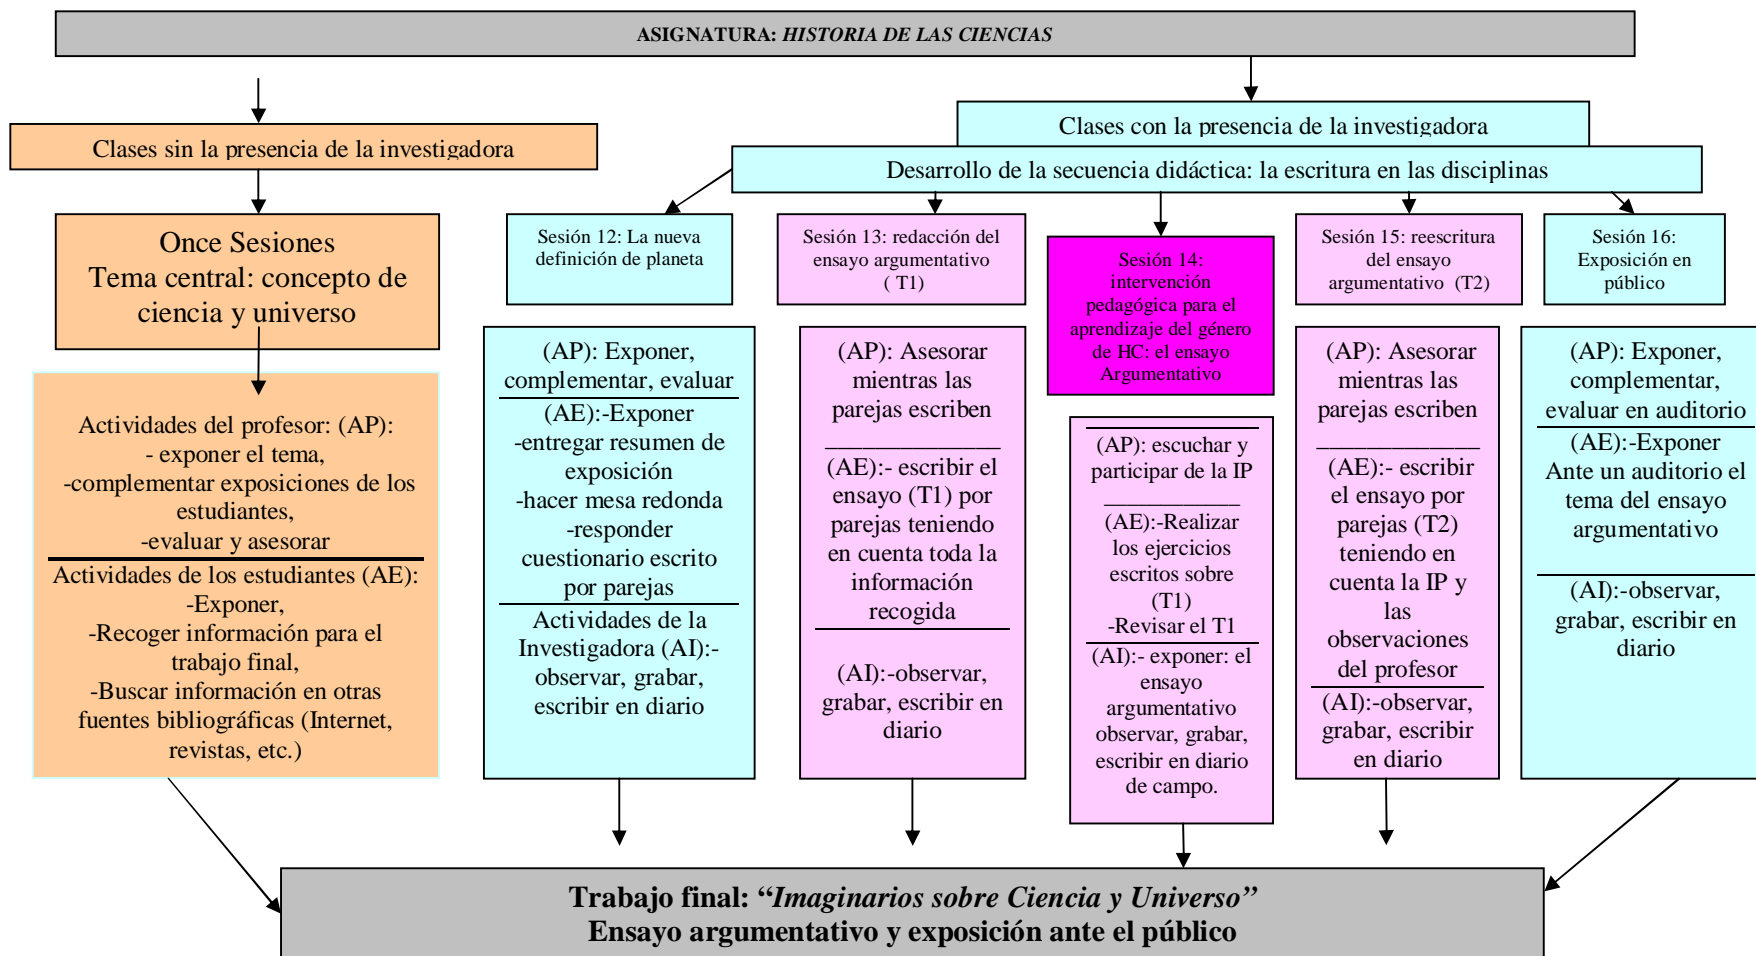 ASIGNATURA: HISTORIA DE LAS CIENCIAS
Clases sin la presencia de la investigadora
Clases con la presencia de la investigadora
Desarrollo de la secuencia didáctica: la escritura en las disciplinas
Once Sesiones
Tema central: concepto de
ciencia y universo
Sesión 12: La nueva
definición de planeta
Sesión 13: redacción del
ensayo argumentativo
( T1)
Sesión 14:
intervención
pedagógica para el
aprendizaje del género
de HC: el ensayo
Argumentativo
Sesión 15: reescritura
del ensayo
argumentativo (T2)
Sesión 16:
Exposición en
público
Actividades del profesor: (AP):
- exponer el tema,
-complementar exposiciones de los
estudiantes,
-evaluar y asesorar
Actividades de los estudiantes (AE):
-Exponer,
-Recoger información para el
trabajo final,
-Buscar información en otras
fuentes bibliográficas (Internet,
revistas, etc.)
(AP): Exponer,
complementar, evaluar
(AE):-Exponer
-entregar resumen de
exposición
-hacer mesa redonda
-responder
cuestionario escrito
por parejas
Actividades de la
Investigadora (AI):-
observar, grabar,
escribir en diario
(AP): Asesorar
mientras las
parejas escriben
(AE):- escribir el
ensayo (T1) por
parejas teniendo
en cuenta toda la
información
recogida
(AI):-observar,
grabar, escribir en
diario
(AP): escuchar y
participar de la IP
(AE):-Realizar
los ejercicios
escritos sobre
(T1)
-Revisar el T1
(AI):- exponer: el
ensayo
argumentativo
observar, grabar,
escribir en diario
de campo.
(AP): Asesorar
mientras las
parejas escriben
(AE):- escribir
el ensayo por
parejas (T2)
teniendo en
cuenta la IP y
las
observaciones
del profesor
(AI):-observar,
grabar, escribir
en diario
(AP): Exponer,
complementar,
evaluar en auditorio
(AE):-Exponer
Ante un auditorio el
tema del ensayo
argumentativo
(AI):-observar,
grabar, escribir en
diario
Trabajo final: “Imaginarios sobre Ciencia y Universo”
Ensayo argumentativo y exposición ante el público